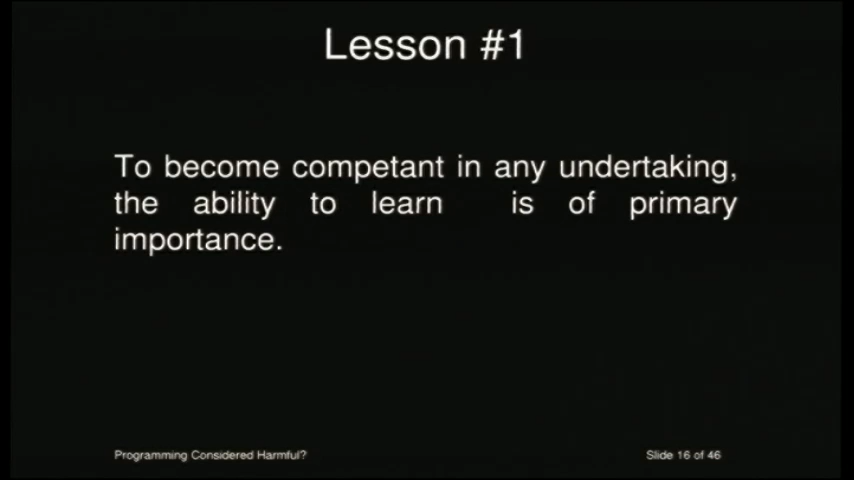 Lesson #1
To become competant in any undertaking,
the ability to learn is of primary
importance.
Programming Considered Harmful?
Slide 16 of 46